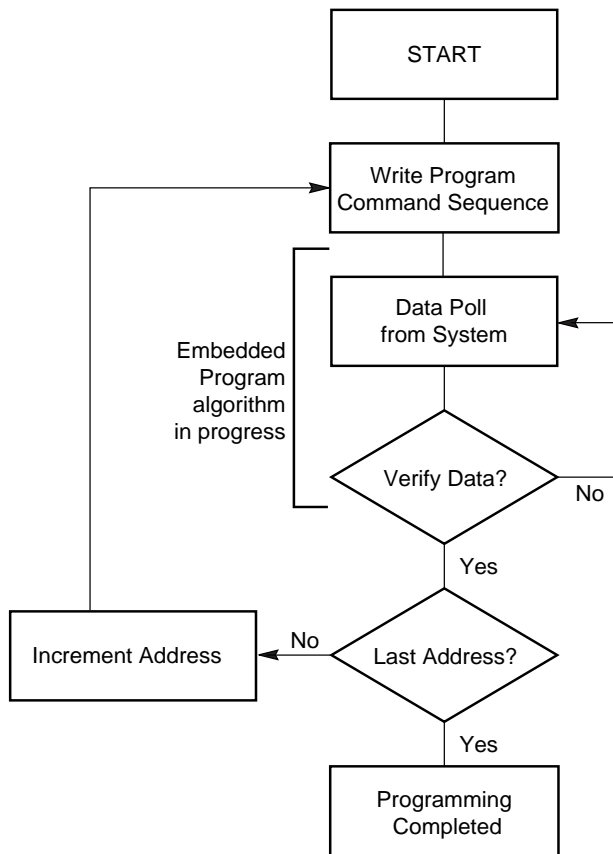 START
Write Program
Command Sequence
Data Poll
from System
Embedded
Program
algorithm
in progress
Verify Data?
No
Yes
Increment Address
No
Last Address?
Yes
Programming
Completed